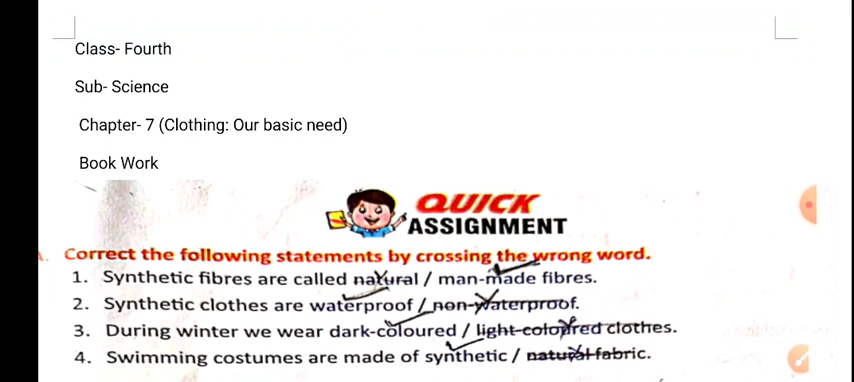 Class- Fourth
Sub- Science
Chapter- 7 (Clothing: Our basic need)
Book Work
QUICK
ASSIGNMENT
Correct the following statements by crossing the wrong word.
1. Synthetic fibres are called natural / man-made fibres.
2. Synthetic clothes are waterproof / non-waterproof.
3. During winter we wear dark-coloured / light-coloured clothes.
4. Swimming costumes are made of synthetic / natural fabric.